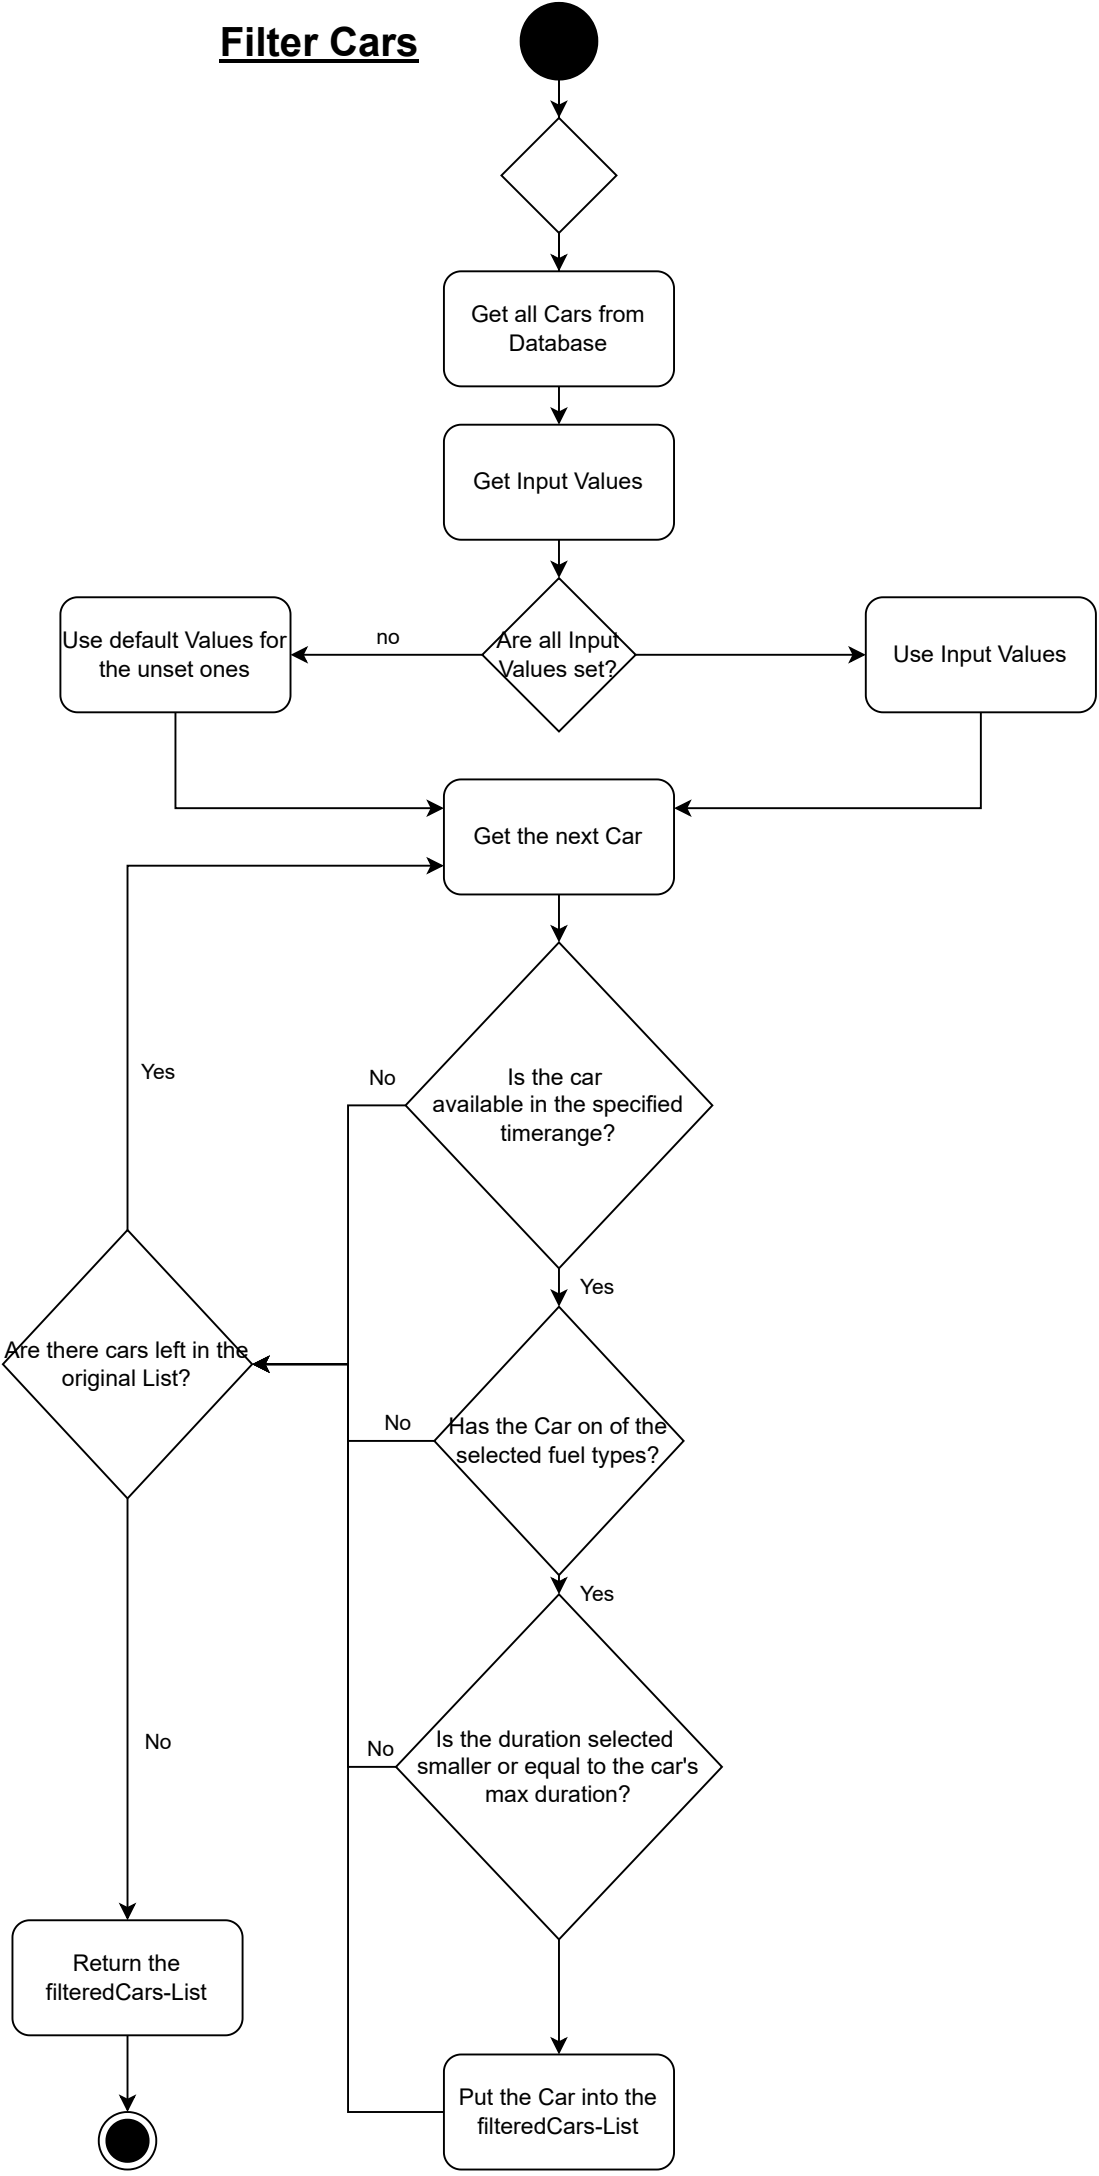 Filter Cars
Get all Cars from
Database
Get Input Values
Use default Values for
the unset ones
no
Are all Input
Values set?
Use Input Values
Get the next Car
Yes
No
Is the car
available in the specified
timerange?
Yes
Are there cars left in the
original List?
No
Has the Car on of the
selected fuel types?
Yes
No
No
Is the duration selected
smaller or equal to the car's
max duration?
Return the
filteredCars-List
Put the Car into the
filteredCars-List